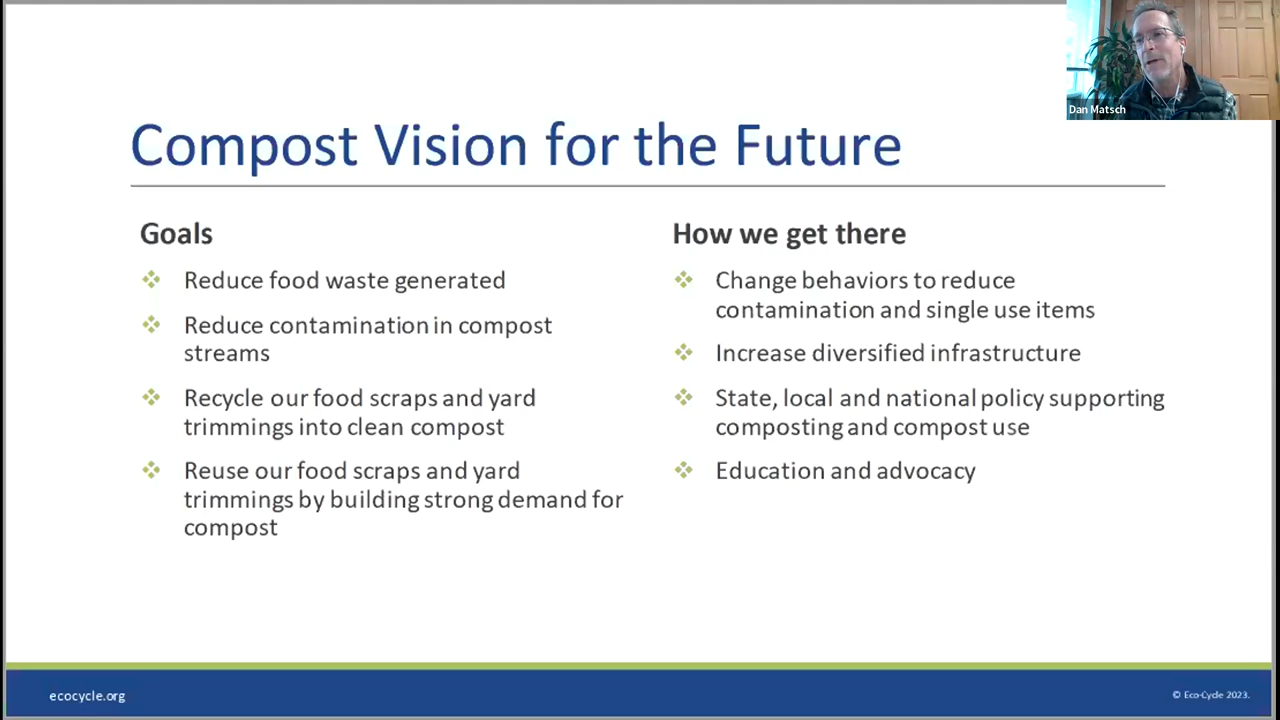 Dan Matsch
Compost Vision for the Future
Goals
Reduce food waste generated
Reduce contamination in compost
streams
Recycle our food scraps and yard
trimmings into clean compost
Reuse our food scraps and yard
trimmings by building strong demand for
compost
How we get there
Change behaviors to reduce
contamination and single use items
Increase diversified infrastructure
State, local and national policy supporting
composting and compost use
Education and advocacy
ecocycle.org
© Eco-Cycle 2023.